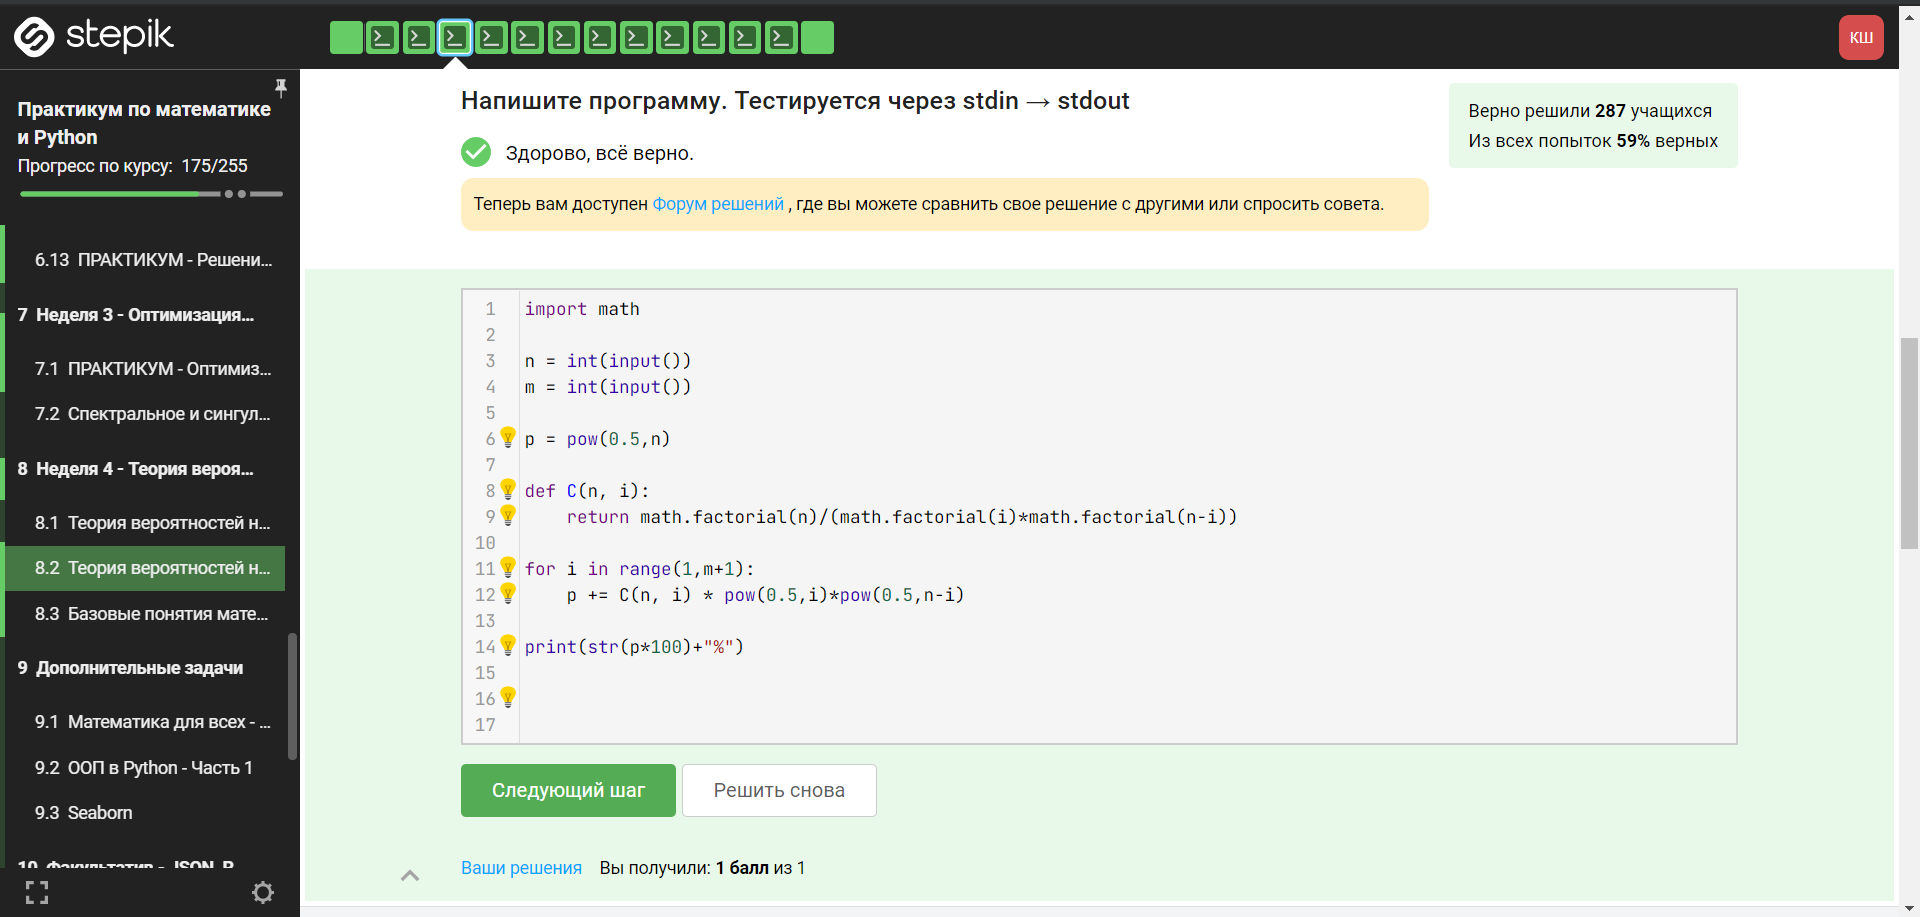 stepik
КШ
Практикум по математике
и Python
Прогресс по курсу: 175/255
6.13 ПРАКТИКУМ - Решени...
7 Неделя 3 - Оптимизация...
7.1 ПРАКТИКУМ - Оптимиз...
7.2 Спектральное и сингул...
8 Неделя 4 - Теория вероя...
8.1 Теория вероятностей н...
8.2 Теория вероятностей н...
8.3 Базовые понятия мате...
9 Дополнительные задачи
9.1 Математика для всех - ...
9.2 ООП в Python - Часть 1
9.3 Seaborn
10 Факультатив - JSON, R
Напишите программу. Тестируется через stdin → stdout
Здорово, всё верно.
Теперь вам доступен Форум решений , где вы можете сравнить свое решение с другими или спросить совета.
Верно решили 287 учащихся
Из всех попыток 59% верных
1 import math
2
3 n = int(input())
4 m = int(input())
5
6 p = pow(0.5,n)
7
8 def C(n, i):
9     return math.factorial(n)/(math.factorial(i)*math.factorial(n-i))
10
11 for i in range(1,m+1):
12     p += C(n, i) * pow(0.5,i)*pow(0.5,n-i)
13
14 print(str(p*100)+"%")
15
16
17
Следующий шаг
Решить снова
Ваши решения Вы получили: 1 балл из 1